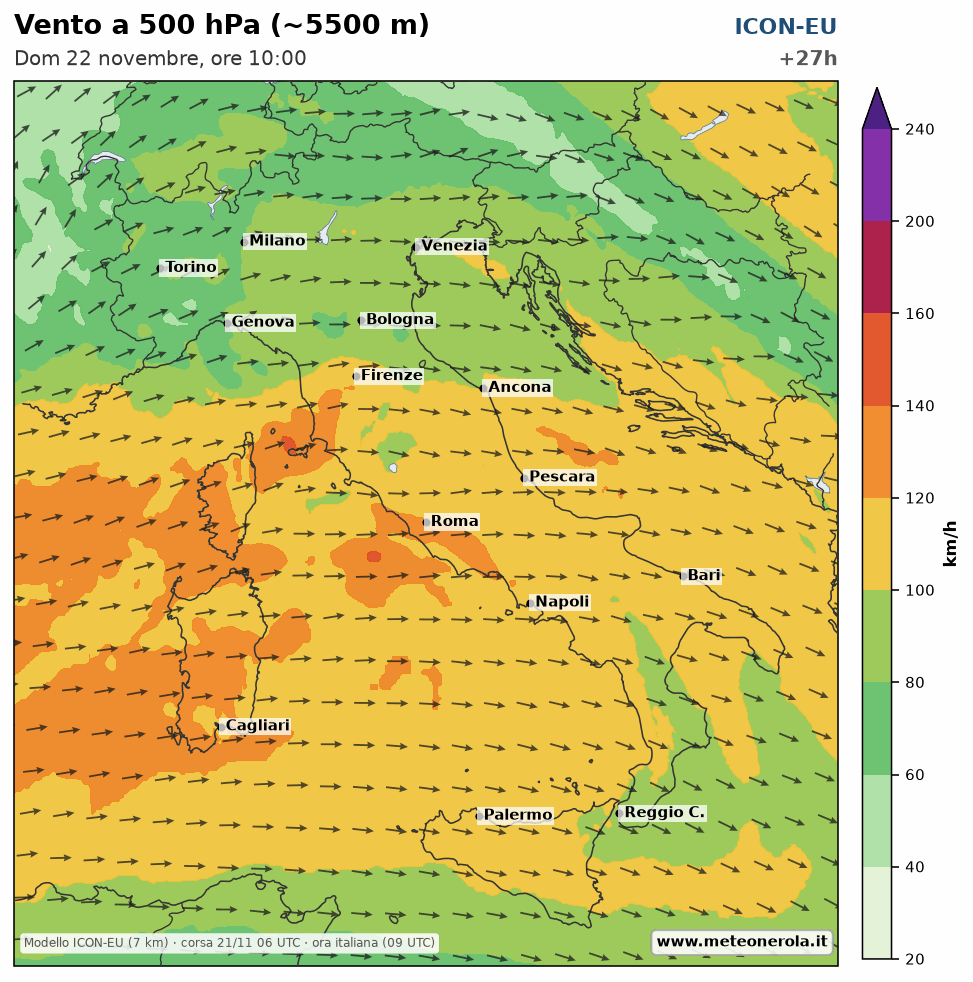 Vento a 500 hPa (~5500 m)
ICON-EU
Dom 22 novembre, ore 10:00
+27h
Milano
Venezia
Torino
Genova
Bologna
Firenze
Ancona
Pescara
Roma
Bari
Napoli
Cagliari
Palermo
Reggio C.
240
200
160
140
120
100
80
60
40
20
km/h
Modello ICON-EU (7 km) · corsa 21/11 06 UTC · ora italiana (09 UTC)
www.meteonerola.it